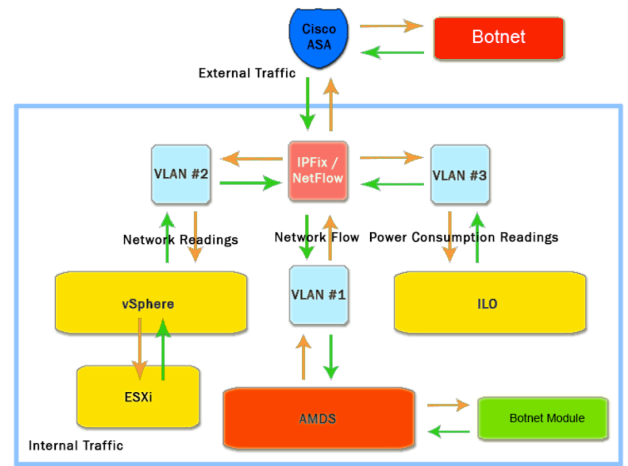 Cisco
ASA
Botnet
External Traffic
VLAN #2
IPFix /
NetFlow
VLAN #3
Network Readings
Network Flow
Power Consumption Readings
VLAN #1
vSphere
ILO
ESXi
AMDS
Botnet Module
Internal Traffic